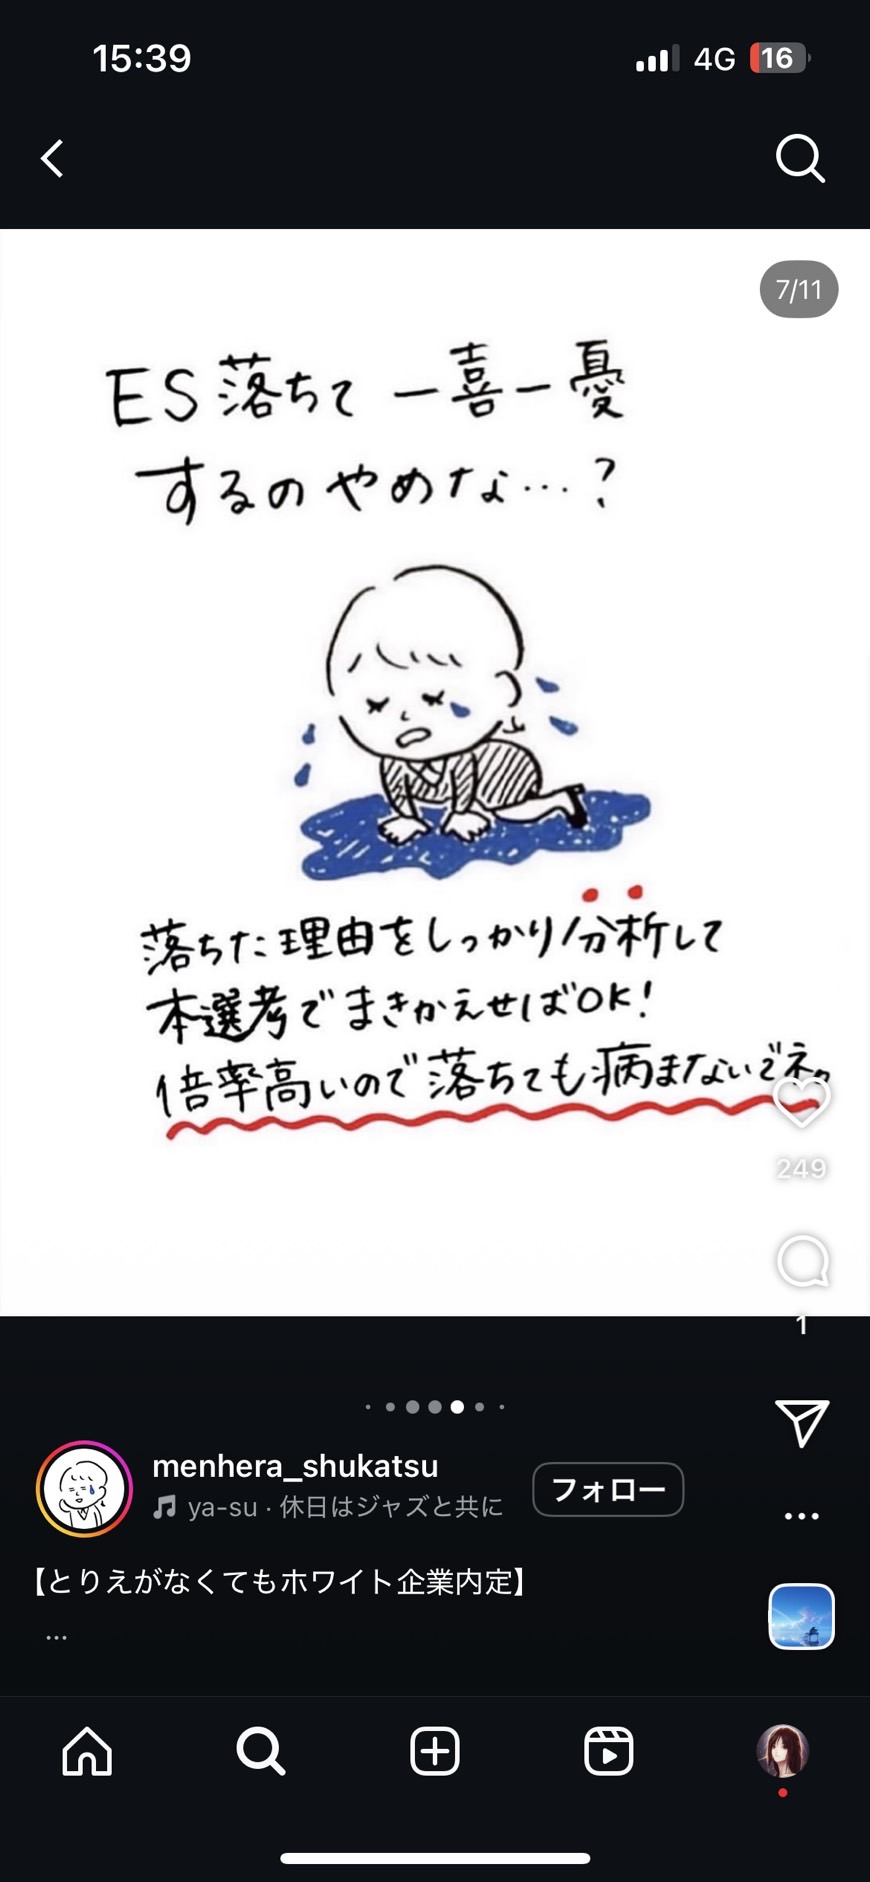 15:39
4G
16
7/11
ES落ちて一喜一憂
するのやめな…?
落ちた理由をしっかり分析して
本選考でまきかえせばOK!
倍率高いので落ちても病まないでネ。
249
1
menhera_shukatsu
ya-su · 休日はジャズと共に
フォロー
【とりえがなくてもホワイト企業内定】
...